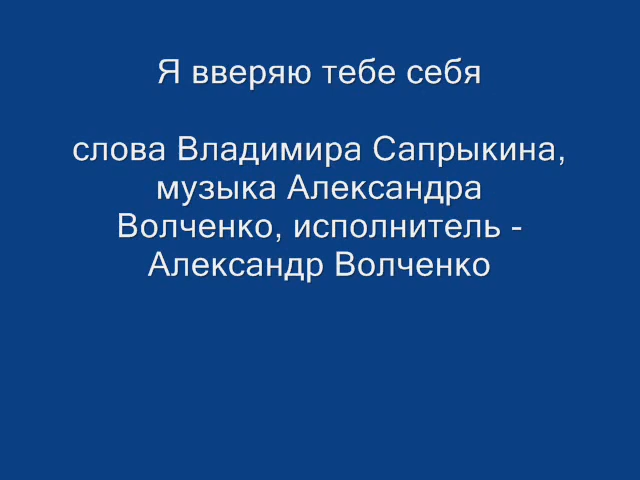 Я вверяю тебе себя
слова Владимира Сапрыкина,
музыка Александра
Волченко, исполнитель -
Александр Волченко